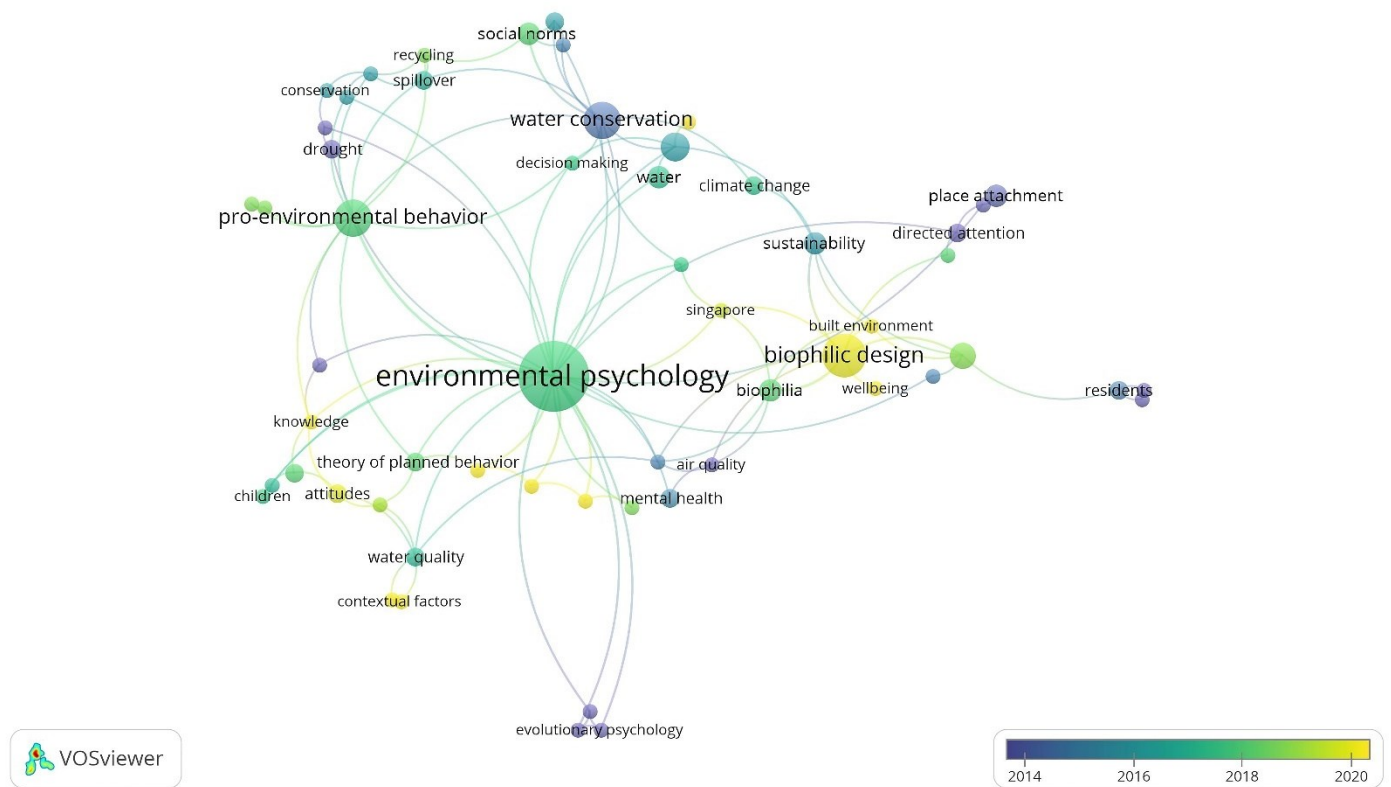 social norms
recycling
spillover
conservation
water conservation
drought
decision making
water
climate change
place attachment
pro-environmental behavior
directed attention
sustainability
singapore
built environment
biophilic design
environmental psychology
biophilia
wellbeing
residents
knowledge
theory of planned behavior
air quality
children
attitudes
mental health
water quality
contextual factors
evolutionary psychology
VOSviewer
2014
2016
2018
2020